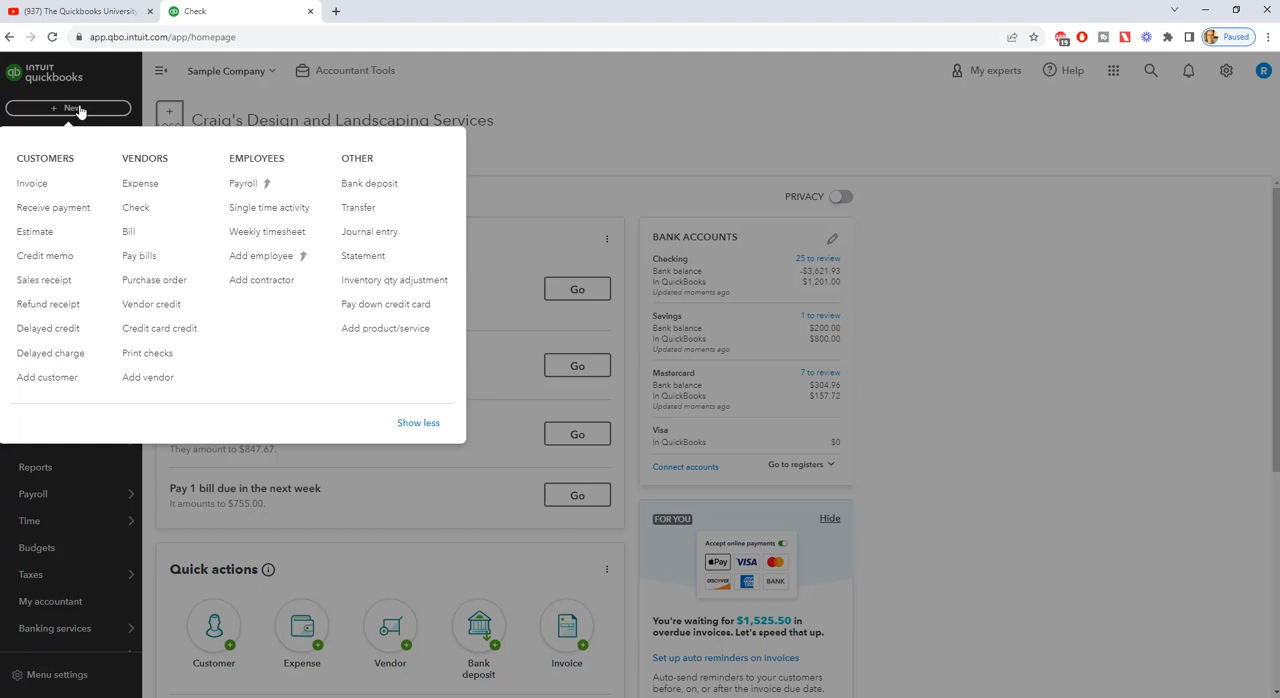 (937) The Quickbooks University
Check
app.qbo.intuit.com/app/homepage
13
Paused
INTUIT
quickbooks
Sample Company
Accountant Tools
My experts
Help
R
+ New
Craig's Design and Landscaping Services
CUSTOMERS
Invoice
Receive payment
Estimate
Credit memo
Sales receipt
Refund receipt
Delayed credit
Delayed charge
Add customer
VENDORS
Expense
Check
Bill
Pay bills
Purchase order
Vendor credit
Credit card credit
Print checks
Add vendor
EMPLOYEES
Payroll
Single time activity
Weekly timesheet
Add employee
Add contractor
OTHER
Bank deposit
Transfer
Journal entry
Statement
Inventory qty adjustment
Pay down credit card
Add product/service
Show less
PRIVACY
Go
Go
Go
They amount to $847.67.
Pay 1 bill due in the next week
It amounts to $755.00.
Go
BANK ACCOUNTS
Checking 25 to review
Bank balance -$3,621.93
In QuickBooks $1,201.00
Updated moments ago
Savings 1 to review
Bank balance $200.00
In QuickBooks $800.00
Updated moments ago
Mastercard 7 to review
Bank balance $304.96
In QuickBooks $157.72
Updated moments ago
Visa
In QuickBooks $0
Connect accounts Go to registers
Reports
Payroll
Time
Budgets
Taxes
My accountant
Banking services
Menu settings
Quick actions
Customer
Expense
Vendor
Bank
deposit
Invoice
FOR YOU Hide
Accept online payments
Pay VISA
DISCOVER BANK
You're waiting for $1,525.50 in
overdue invoices. Let's speed that up.
Set up auto reminders on invoices
Auto-send reminders to your customers
before, on, or after the invoice due date.